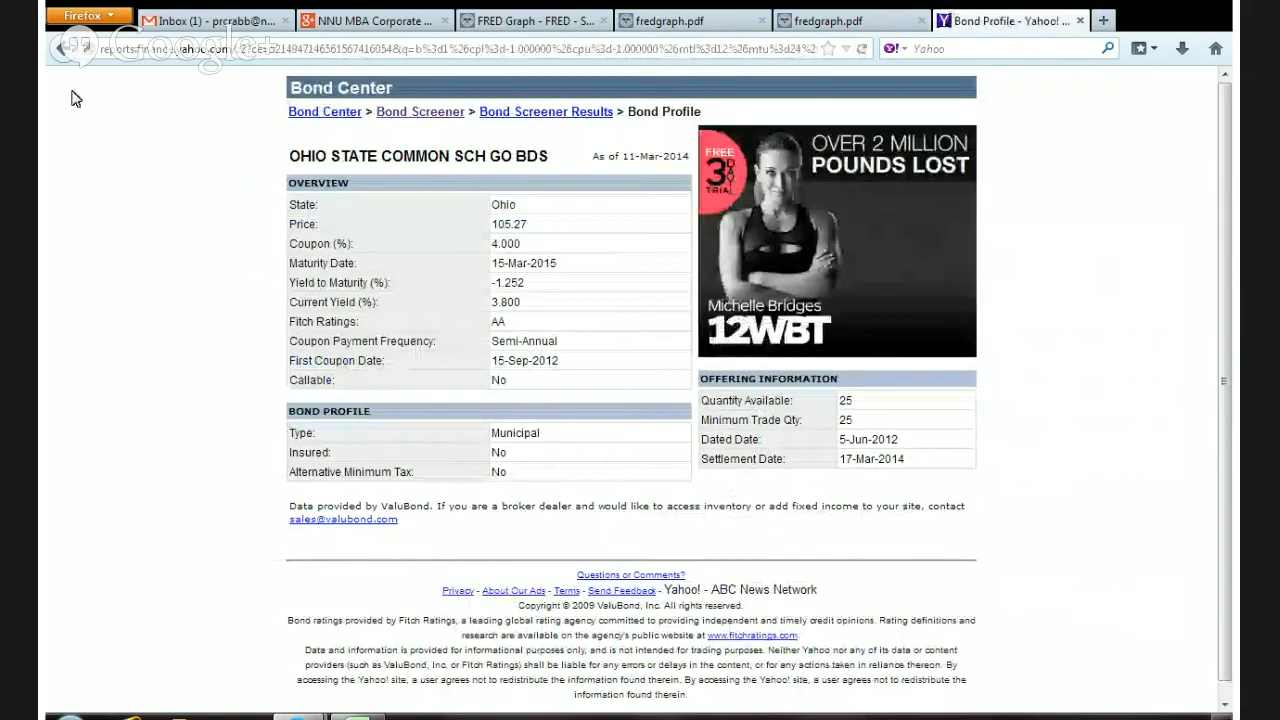 Firefox
Inbox (1) - prcrabb@n...
NNU MBA Corporate ...
FRED Graph - FRED - S...
fredgraph.pdf
fredgraph.pdf
Bond Profile - Yahoo! ...
Google+
Yahoo
Bond Center
Bond Center > Bond Screener > Bond Screener Results > Bond Profile
OHIO STATE COMMON SCH GO BDS
As of 11-Mar-2014
OVERVIEW
State: Ohio
Price: 105.27
Coupon (%): 4.000
Maturity Date: 15-Mar-2015
Yield to Maturity (%): -1.252
Current Yield (%): 3.800
Fitch Ratings: AA
Coupon Payment Frequency: Semi-Annual
First Coupon Date: 15-Sep-2012
Callable: No
BOND PROFILE
Type: Municipal
Insured: No
Alternative Minimum Tax: No
FREE
3
DAY
TRIAL
OVER 2 MILLION
POUNDS LOST
Michelle Bridges
12WBT
OFFERING INFORMATION
Quantity Available: 25
Minimum Trade Qty: 25
Dated Date: 5-Jun-2012
Settlement Date: 17-Mar-2014
Data provided by ValuBond. If you are a broker dealer and would like to access inventory or add fixed income to your site, contact
sales@valubond.com
Questions or Comments?
Privacy - About Our Ads - Terms - Send Feedback - Yahoo! - ABC News Network
Copyright © 2009 ValuBond, Inc. All rights reserved.
Bond ratings provided by Fitch Ratings, a leading global rating agency committed to providing independent and timely credit opinions. Rating definitions and
research are available on the agency's public website at www.fitchratings.com.
Data and information is provided for informational purposes only, and is not intended for trading purposes. Neither Yahoo nor any of its data or content
providers (such as ValuBond, Inc. or Fitch Ratings) shall be liable for any errors or delays in the content, or for any actions taken in reliance therein. By
accessing the Yahoo! site, a user agrees not to redistribute the information found therein. By accessing the Yahoo! site, a user agrees not to redistribute the
information found therein.